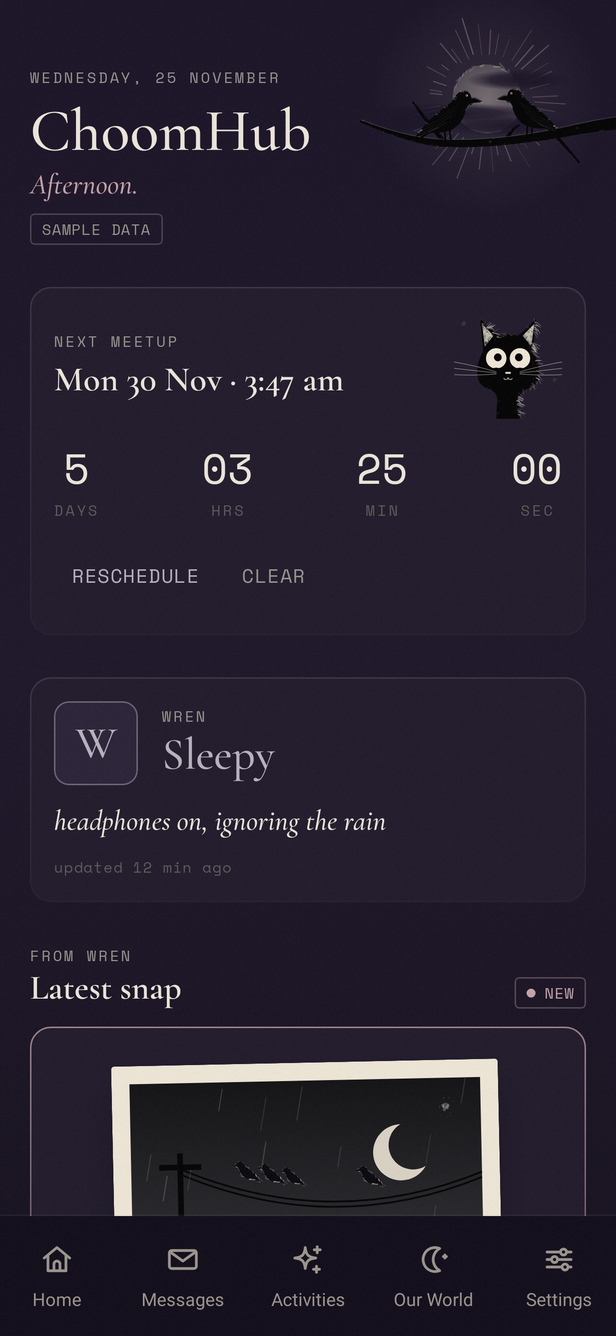 WEDNESDAY, 25 NOVEMBER
ChoomHub
Afternoon.
SAMPLE DATA
NEXT MEETUP
Mon 30 Nov · 3:47 am
5 03 25 00
DAYS HRS MIN SEC
RESCHEDULE CLEAR
W
WREN
Sleepy
headphones on, ignoring the rain
updated 12 min ago
FROM WREN
Latest snap
NEW
Home Messages Activities Our World Settings